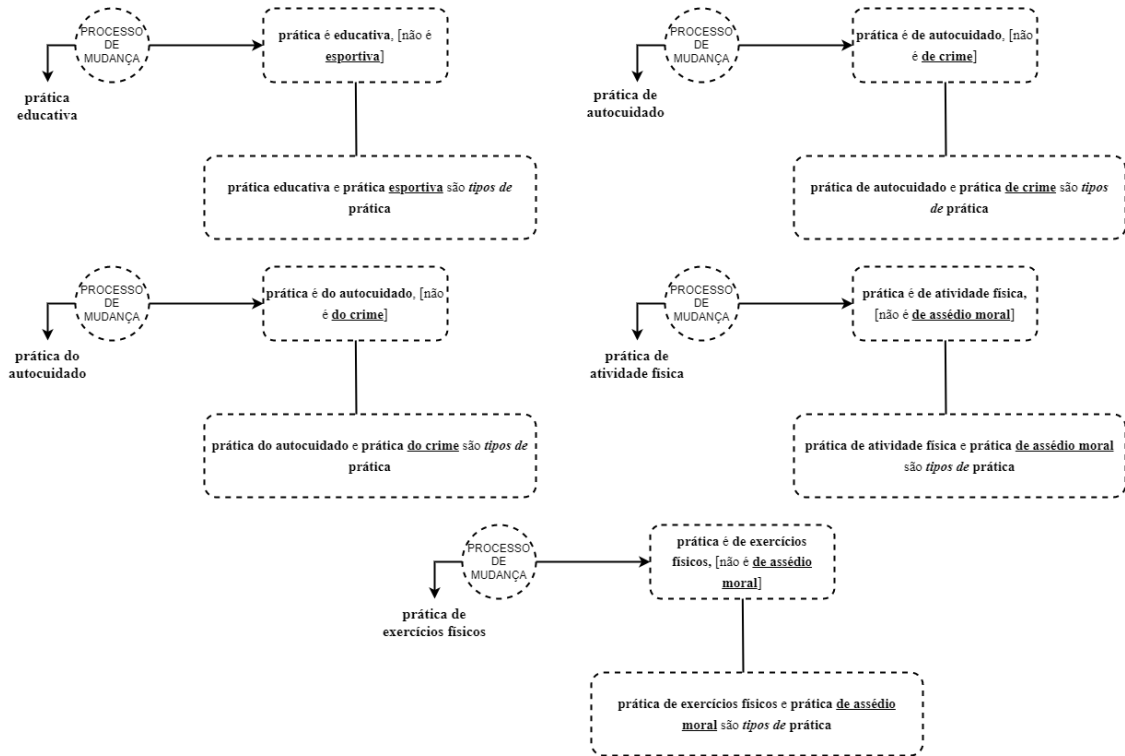 PROCESSO
DE
MUDANÇA
prática é educativa, [não é
esportiva]
prática
educativa
prática educativa e prática esportiva são tipos de
prática
PROCESSO
DE
MUDANÇA
prática é de autocuidado, [não
é de crime]
prática de
autocuidado
prática de autocuidado e prática de crime são tipos
de prática
PROCESSO
DE
MUDANÇA
prática é do autocuidado, [não
é do crime]
prática do
autocuidado
prática do autocuidado e prática do crime são tipos de
prática
PROCESSO
DE
MUDANÇA
prática é de atividade física,
[não é de assédio moral]
prática de
atividade física
prática de atividade física e prática de assédio moral
são tipos de prática
PROCESSO
DE
MUDANÇA
prática é de exercícios
físicos, [não é de assédio
moral]
prática de
exercícios físicos
prática de exercícios físicos e prática de assédio
moral são tipos de prática